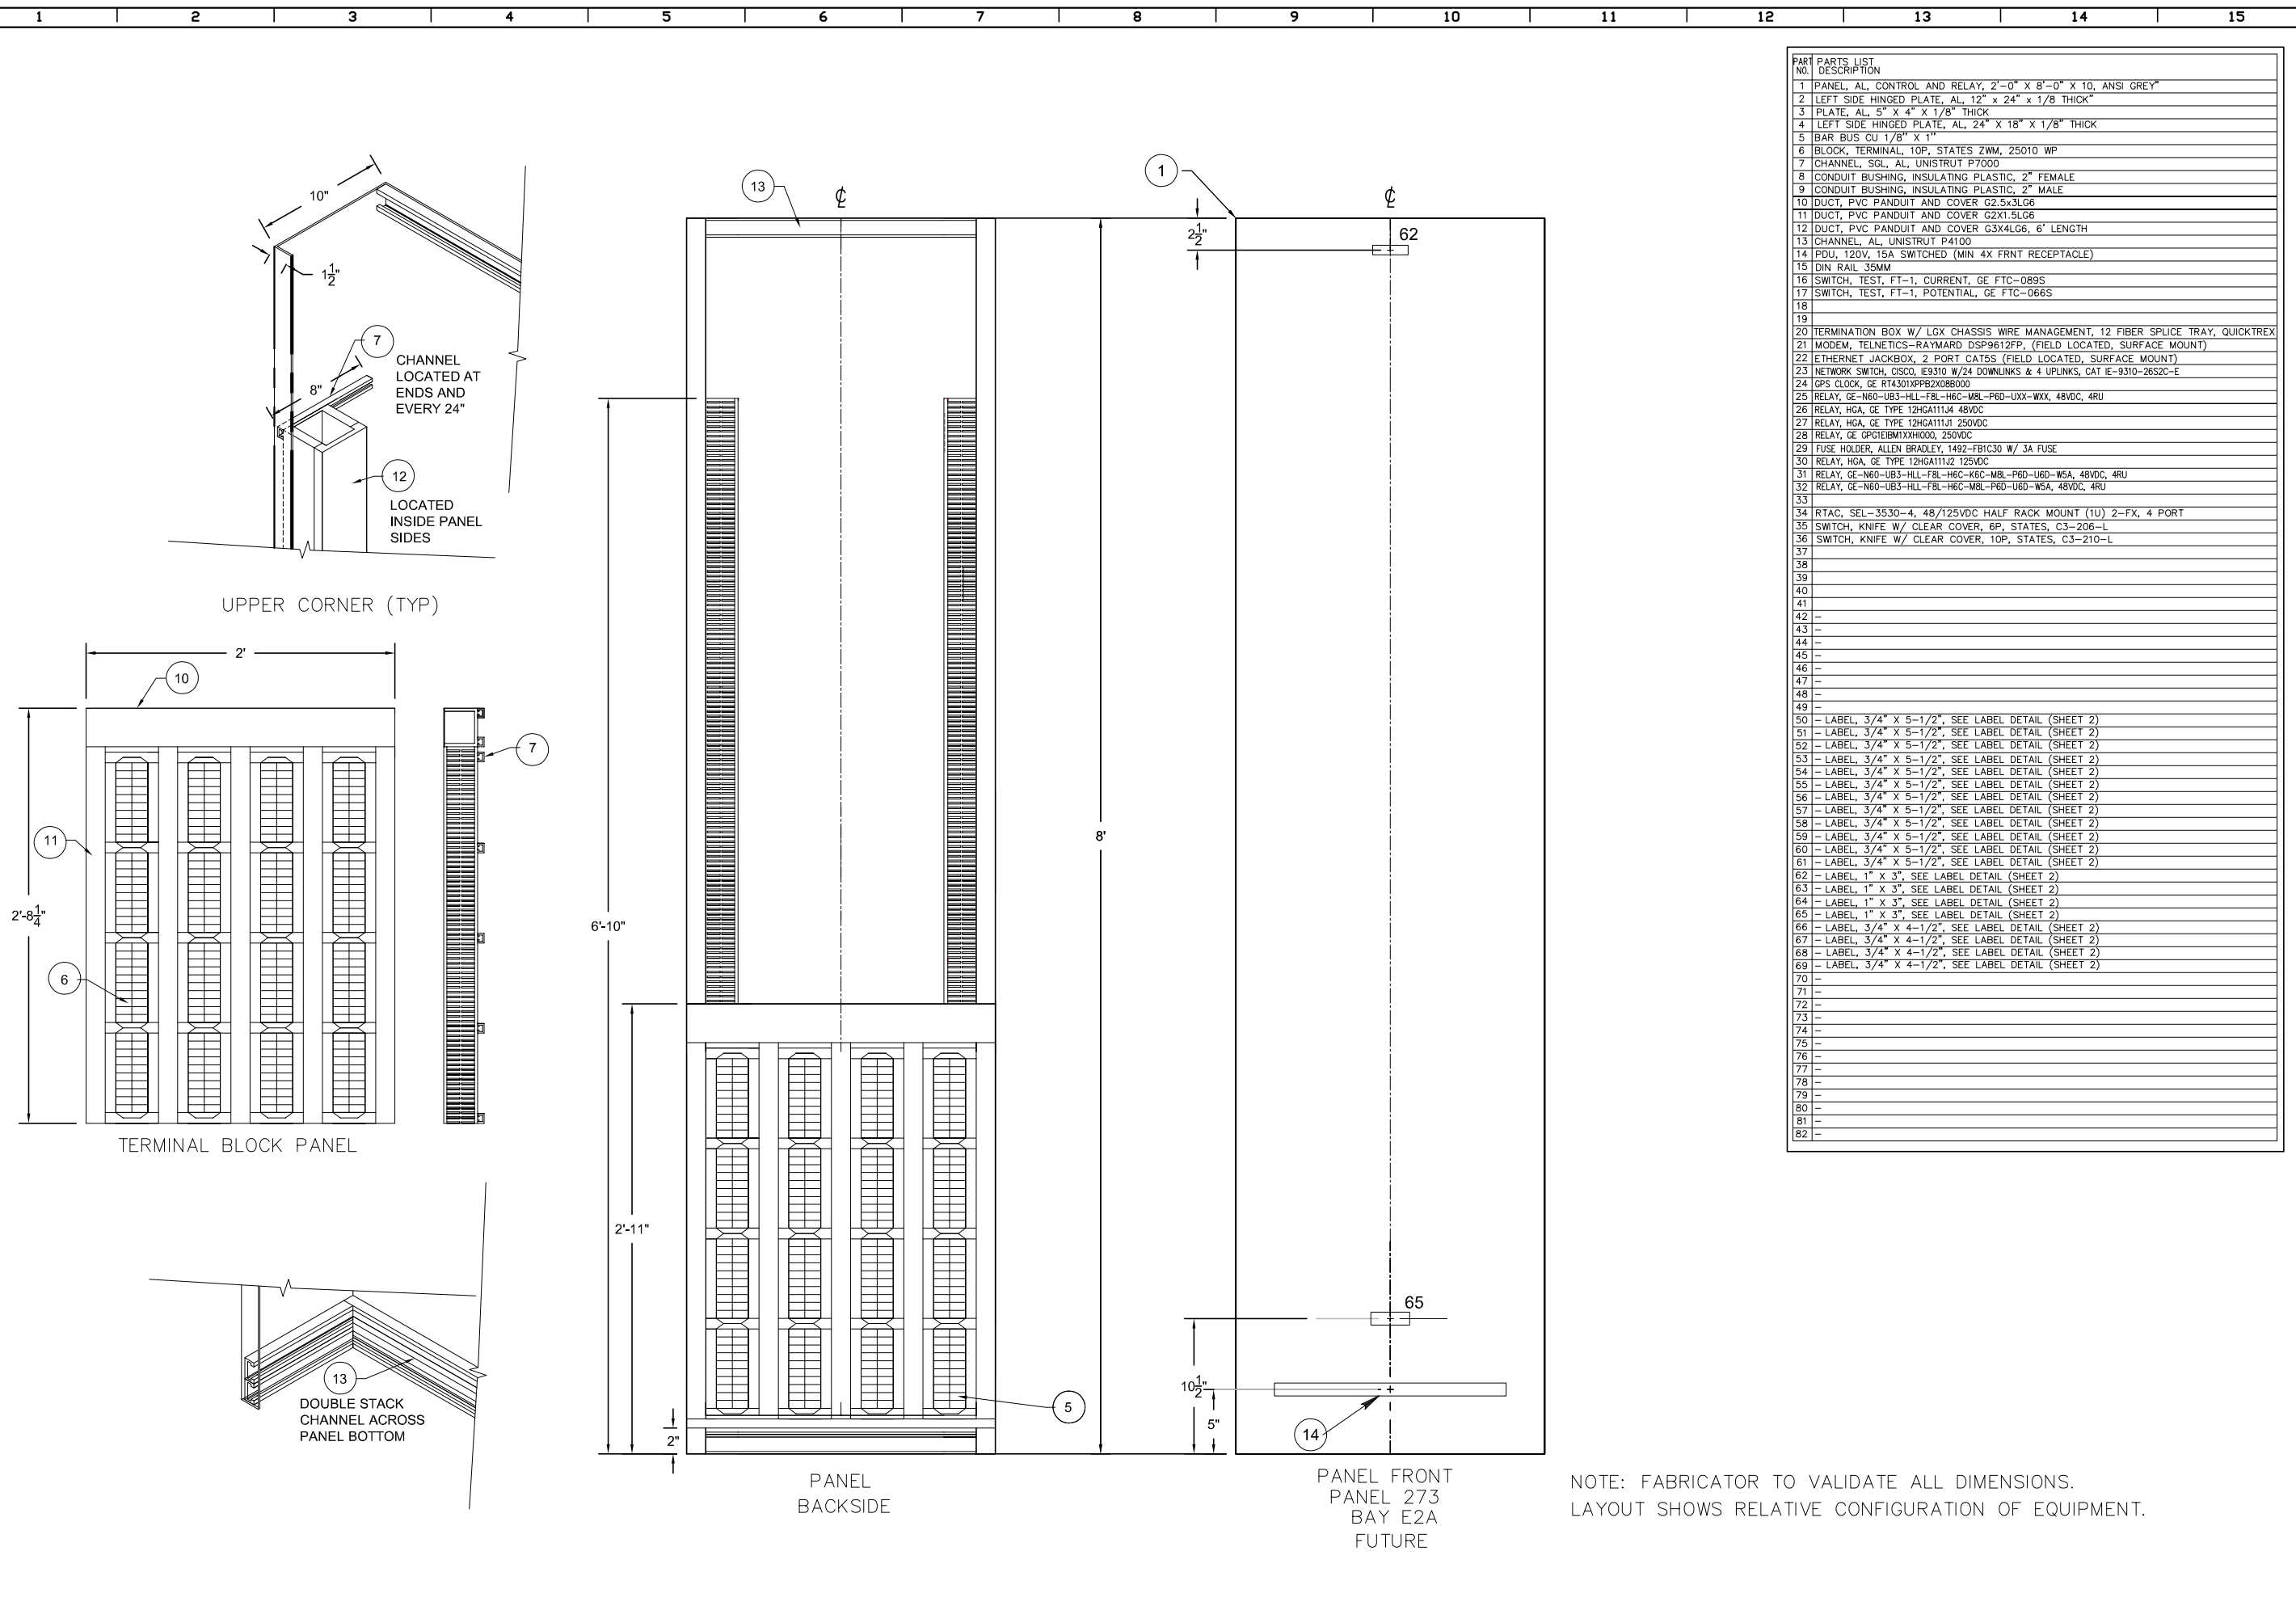 1 2 3 4 5 6 7 8 9 10 11 12 13 14 15
10"
1 1/2"
7
CHANNEL
LOCATED AT
ENDS AND
EVERY 24"
8"
12
LOCATED
INSIDE PANEL
SIDES
UPPER CORNER (TYP)
2'
10
7
11
2'-8 1/4"
6
TERMINAL BLOCK PANEL
13
DOUBLE STACK
CHANNEL ACROSS
PANEL BOTTOM
13
℄
6'-10"
8'
2'-11"
5
2"
PANEL
BACKSIDE
1
℄
2 1/2"
62
65
10 1/2"
5"
14
PANEL FRONT
PANEL 273
BAY E2A
FUTURE
NOTE: FABRICATOR TO VALIDATE ALL DIMENSIONS.
LAYOUT SHOWS RELATIVE CONFIGURATION OF EQUIPMENT.
PART PARTS LIST
NO. DESCRIPTION
1 PANEL, AL, CONTROL AND RELAY, 2'-0" X 8'-0" X 10, ANSI GREY"
2 LEFT SIDE HINGED PLATE, AL, 12" x 24" x 1/8 THICK"
3 PLATE, AL, 5" X 4" X 1/8" THICK
4 LEFT SIDE HINGED PLATE, AL, 24" X 18" X 1/8" THICK
5 BAR BUS CU 1/8" X 1"
6 BLOCK, TERMINAL, 10P, STATES ZWM, 25010 WP
7 CHANNEL, SGL, AL, UNISTRUT P7000
8 CONDUIT BUSHING, INSULATING PLASTIC, 2" FEMALE
9 CONDUIT BUSHING, INSULATING PLASTIC, 2" MALE
10 DUCT, PVC PANDUIT AND COVER G2.5x3LG6
11 DUCT, PVC PANDUIT AND COVER G2X1.5LG6
12 DUCT, PVC PANDUIT AND COVER G3X4LG6, 6' LENGTH
13 CHANNEL, AL, UNISTRUT P4100
14 PDU, 120V, 15A SWITCHED (MIN 4X FRNT RECEPTACLE)
15 DIN RAIL 35MM
16 SWITCH, TEST, FT-1, CURRENT, GE FTC-089S
17 SWITCH, TEST, FT-1, POTENTIAL, GE FTC-066S
18
19
20 TERMINATION BOX W/ LGX CHASSIS WIRE MANAGEMENT, 12 FIBER SPLICE TRAY, QUICKTREX
21 MODEM, TELNETICS-RAYMARD DSP9612FP, (FIELD LOCATED, SURFACE MOUNT)
22 ETHERNET JACKBOX, 2 PORT CAT5S (FIELD LOCATED, SURFACE MOUNT)
23 NETWORK SWITCH, CISCO, IE9310 W/24 DOWNLINKS & 4 UPLINKS, CAT IE-9310-26S2C-E
24 GPS CLOCK, GE RT4301XPPB2X08B000
25 RELAY, GE-N60-UB3-HLL-F8L-H6C-M8L-P6D-UXX-WXX, 48VDC, 4RU
26 RELAY, HGA, GE TYPE 12HGA111J4 48VDC
27 RELAY, HGA, GE TYPE 12HGA111J1 250VDC
28 RELAY, GE GPG1EIBM1XXHI000, 250VDC
29 FUSE HOLDER, ALLEN BRADLEY, 1492-FB1C30 W/ 3A FUSE
30 RELAY, HGA, GE TYPE 12HGA111J2 125VDC
31 RELAY, GE-N60-UB3-HLL-F8L-H6C-K6C-M8L-P6D-U6D-W5A, 48VDC, 4RU
32 RELAY, GE-N60-UB3-HLL-F8L-H6C-M8L-P6D-U6D-W5A, 48VDC, 4RU
33
34 RTAC, SEL-3530-4, 48/125VDC HALF RACK MOUNT (1U) 2-FX, 4 PORT
35 SWITCH, KNIFE W/ CLEAR COVER, 6P, STATES, C3-206-L
36 SWITCH, KNIFE W/ CLEAR COVER, 10P, STATES, C3-210-L
37
38
39
40
41
42 -
43 -
44 -
45 -
46 -
47 -
48 -
49 -
50 - LABEL, 3/4" X 5-1/2", SEE LABEL DETAIL (SHEET 2)
51 - LABEL, 3/4" X 5-1/2", SEE LABEL DETAIL (SHEET 2)
52 - LABEL, 3/4" X 5-1/2", SEE LABEL DETAIL (SHEET 2)
53 - LABEL, 3/4" X 5-1/2", SEE LABEL DETAIL (SHEET 2)
54 - LABEL, 3/4" X 5-1/2", SEE LABEL DETAIL (SHEET 2)
55 - LABEL, 3/4" X 5-1/2", SEE LABEL DETAIL (SHEET 2)
56 - LABEL, 3/4" X 5-1/2", SEE LABEL DETAIL (SHEET 2)
57 - LABEL, 3/4" X 5-1/2", SEE LABEL DETAIL (SHEET 2)
58 - LABEL, 3/4" X 5-1/2", SEE LABEL DETAIL (SHEET 2)
59 - LABEL, 3/4" X 5-1/2", SEE LABEL DETAIL (SHEET 2)
60 - LABEL, 3/4" X 5-1/2", SEE LABEL DETAIL (SHEET 2)
61 - LABEL, 3/4" X 5-1/2", SEE LABEL DETAIL (SHEET 2)
62 - LABEL, 1" X 3", SEE LABEL DETAIL (SHEET 2)
63 - LABEL, 1" X 3", SEE LABEL DETAIL (SHEET 2)
64 - LABEL, 1" X 3", SEE LABEL DETAIL (SHEET 2)
65 - LABEL, 1" X 3", SEE LABEL DETAIL (SHEET 2)
66 - LABEL, 3/4" X 4-1/2", SEE LABEL DETAIL (SHEET 2)
67 - LABEL, 3/4" X 4-1/2", SEE LABEL DETAIL (SHEET 2)
68 - LABEL, 3/4" X 4-1/2", SEE LABEL DETAIL (SHEET 2)
69 - LABEL, 3/4" X 4-1/2", SEE LABEL DETAIL (SHEET 2)
70 -
71 -
72 -
73 -
74 -
75 -
76 -
77 -
78 -
79 -
80 -
81 -
82 -